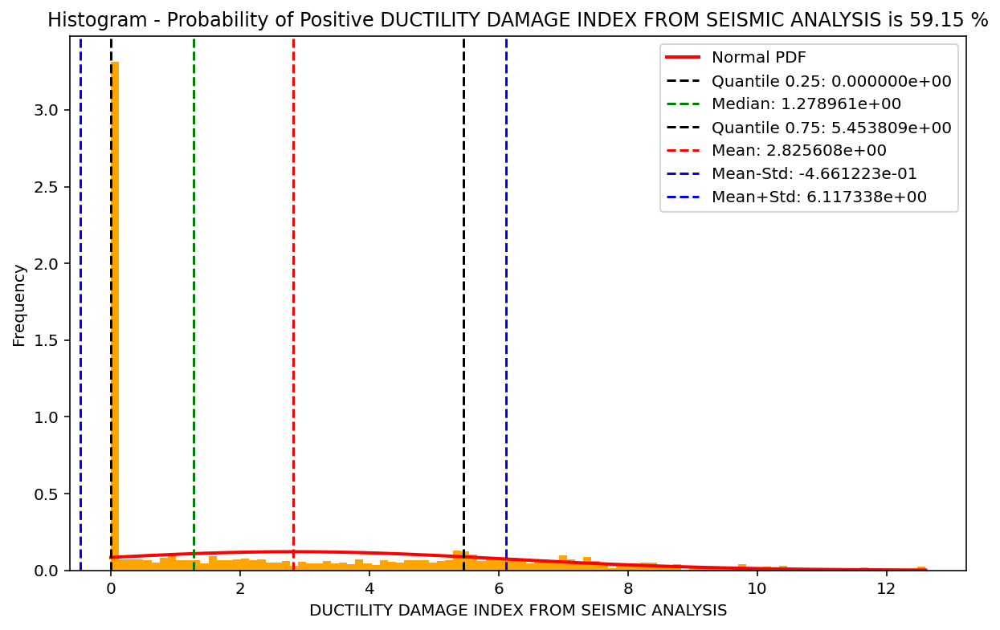 Histogram - Probability of Positive DUCTILITY DAMAGE INDEX FROM SEISMIC ANALYSIS is 59.15 %
Normal PDF
Quantile 0.25: 0.000000e+00
Median: 1.278961e+00
Quantile 0.75: 5.453809e+00
Mean: 2.825608e+00
Mean-Std: -4.661223e-01
Mean+Std: 6.117338e+00
Frequency
3.0
2.5
2.0
1.5
1.0
0.5
0.0
0 2 4 6 8 10 12
DUCTILITY DAMAGE INDEX FROM SEISMIC ANALYSIS